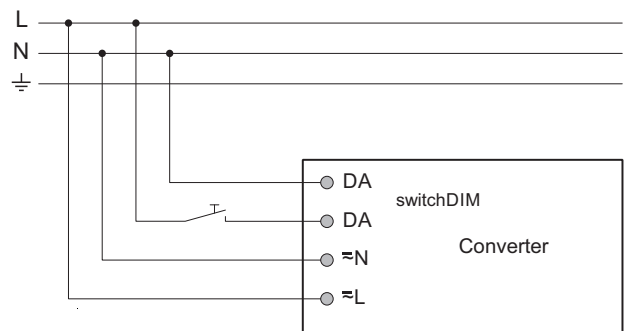 L
N
DA
switchDIM
DA
Converter
≂N
≂L